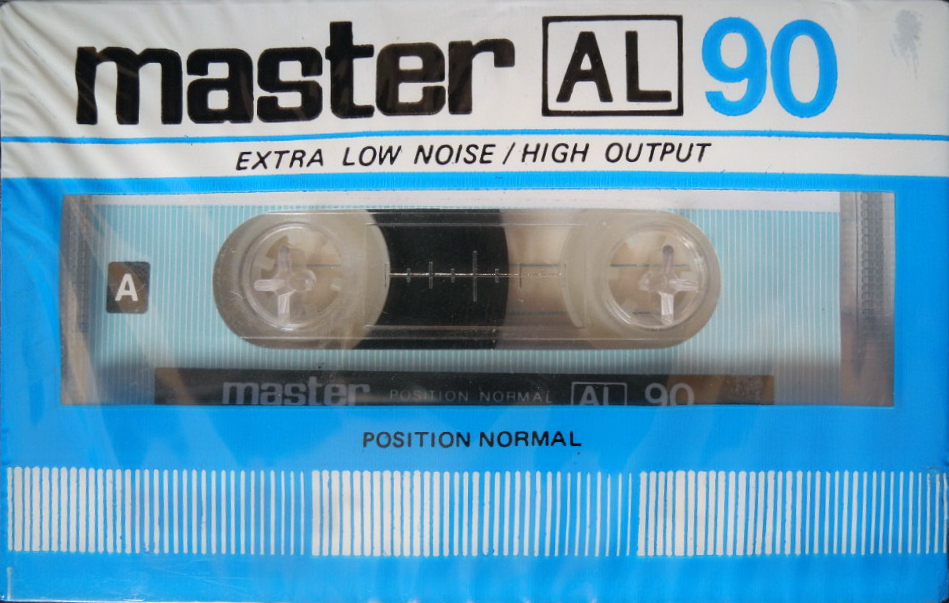 master AL 90
EXTRA LOW NOISE / HIGH OUTPUT
A
master POSITION NORMAL AL 90
POSITION NORMAL